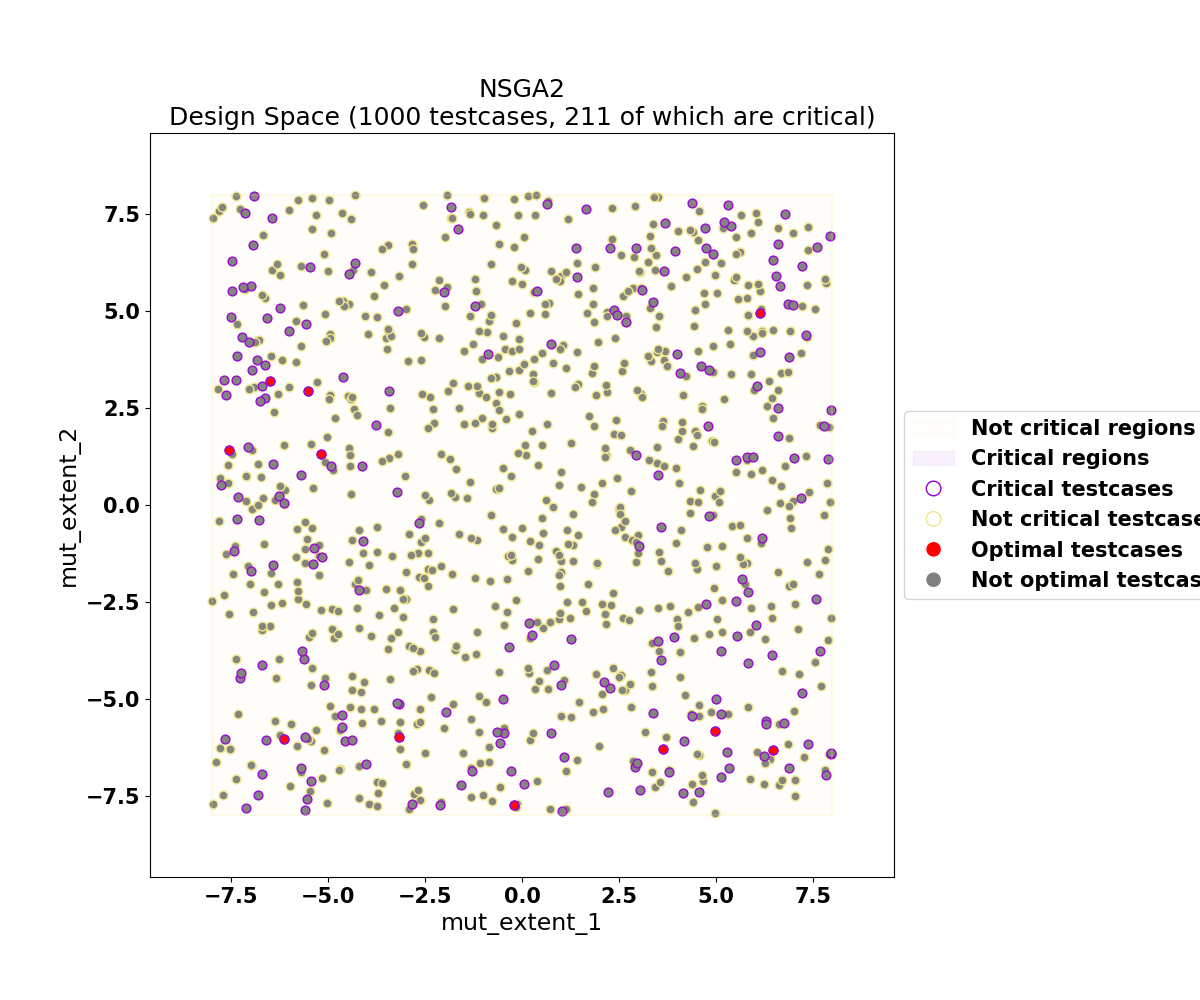 NSGA2
Design Space (1000 testcases, 211 of which are critical)
7.5
5.0
2.5
0.0
−2.5
−5.0
−7.5
mut_extent_2
−7.5 −5.0 −2.5 0.0 2.5 5.0 7.5
mut_extent_1
Not critical regions
Critical regions
Critical testcases
Not critical testcase
Optimal testcases
Not optimal testcas